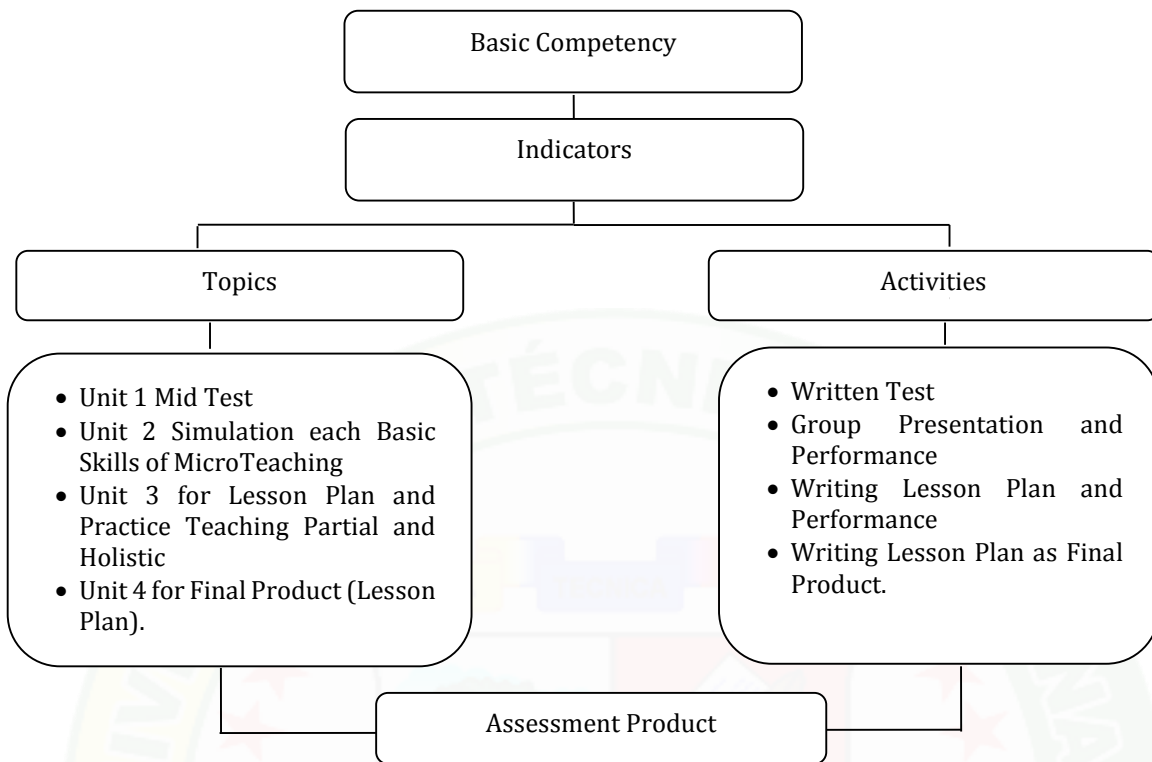 Basic Competency
Indicators
Topics
Activities
• Unit 1 Mid Test
• Unit 2 Simulation each Basic
Skills of MicroTeaching
• Unit 3 for Lesson Plan and
Practice Teaching Partial and
Holistic
• Unit 4 for Final Product (Lesson
Plan).
• Written Test
• Group Presentation and
Performance
• Writing Lesson Plan and
Performance
• Writing Lesson Plan as Final
Product.
Assessment Product